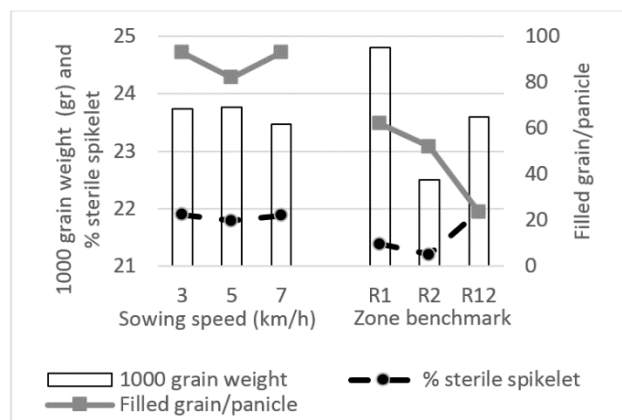 1000 grain weight (gr) and
% sterile spikelet
25
24
23
22
21
100
80
60
40
20
0
Filled grain/panicle
3 5 7 R1 R2 R12
Sowing speed (km/h) Zone benchmark
1000 grain weight % sterile spikelet
Filled grain/panicle